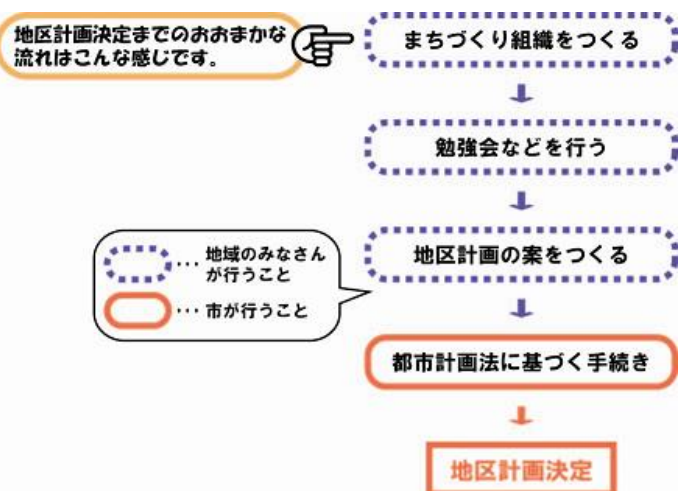 地区計画決定までのおおまかな
流れはこんな感じです。
まちづくり組織をつくる
勉強会などを行う
地区計画の案をつくる
… 地域のみなさん
が行うこと
… 市が行うこと
都市計画法に基づく手続き
地区計画決定